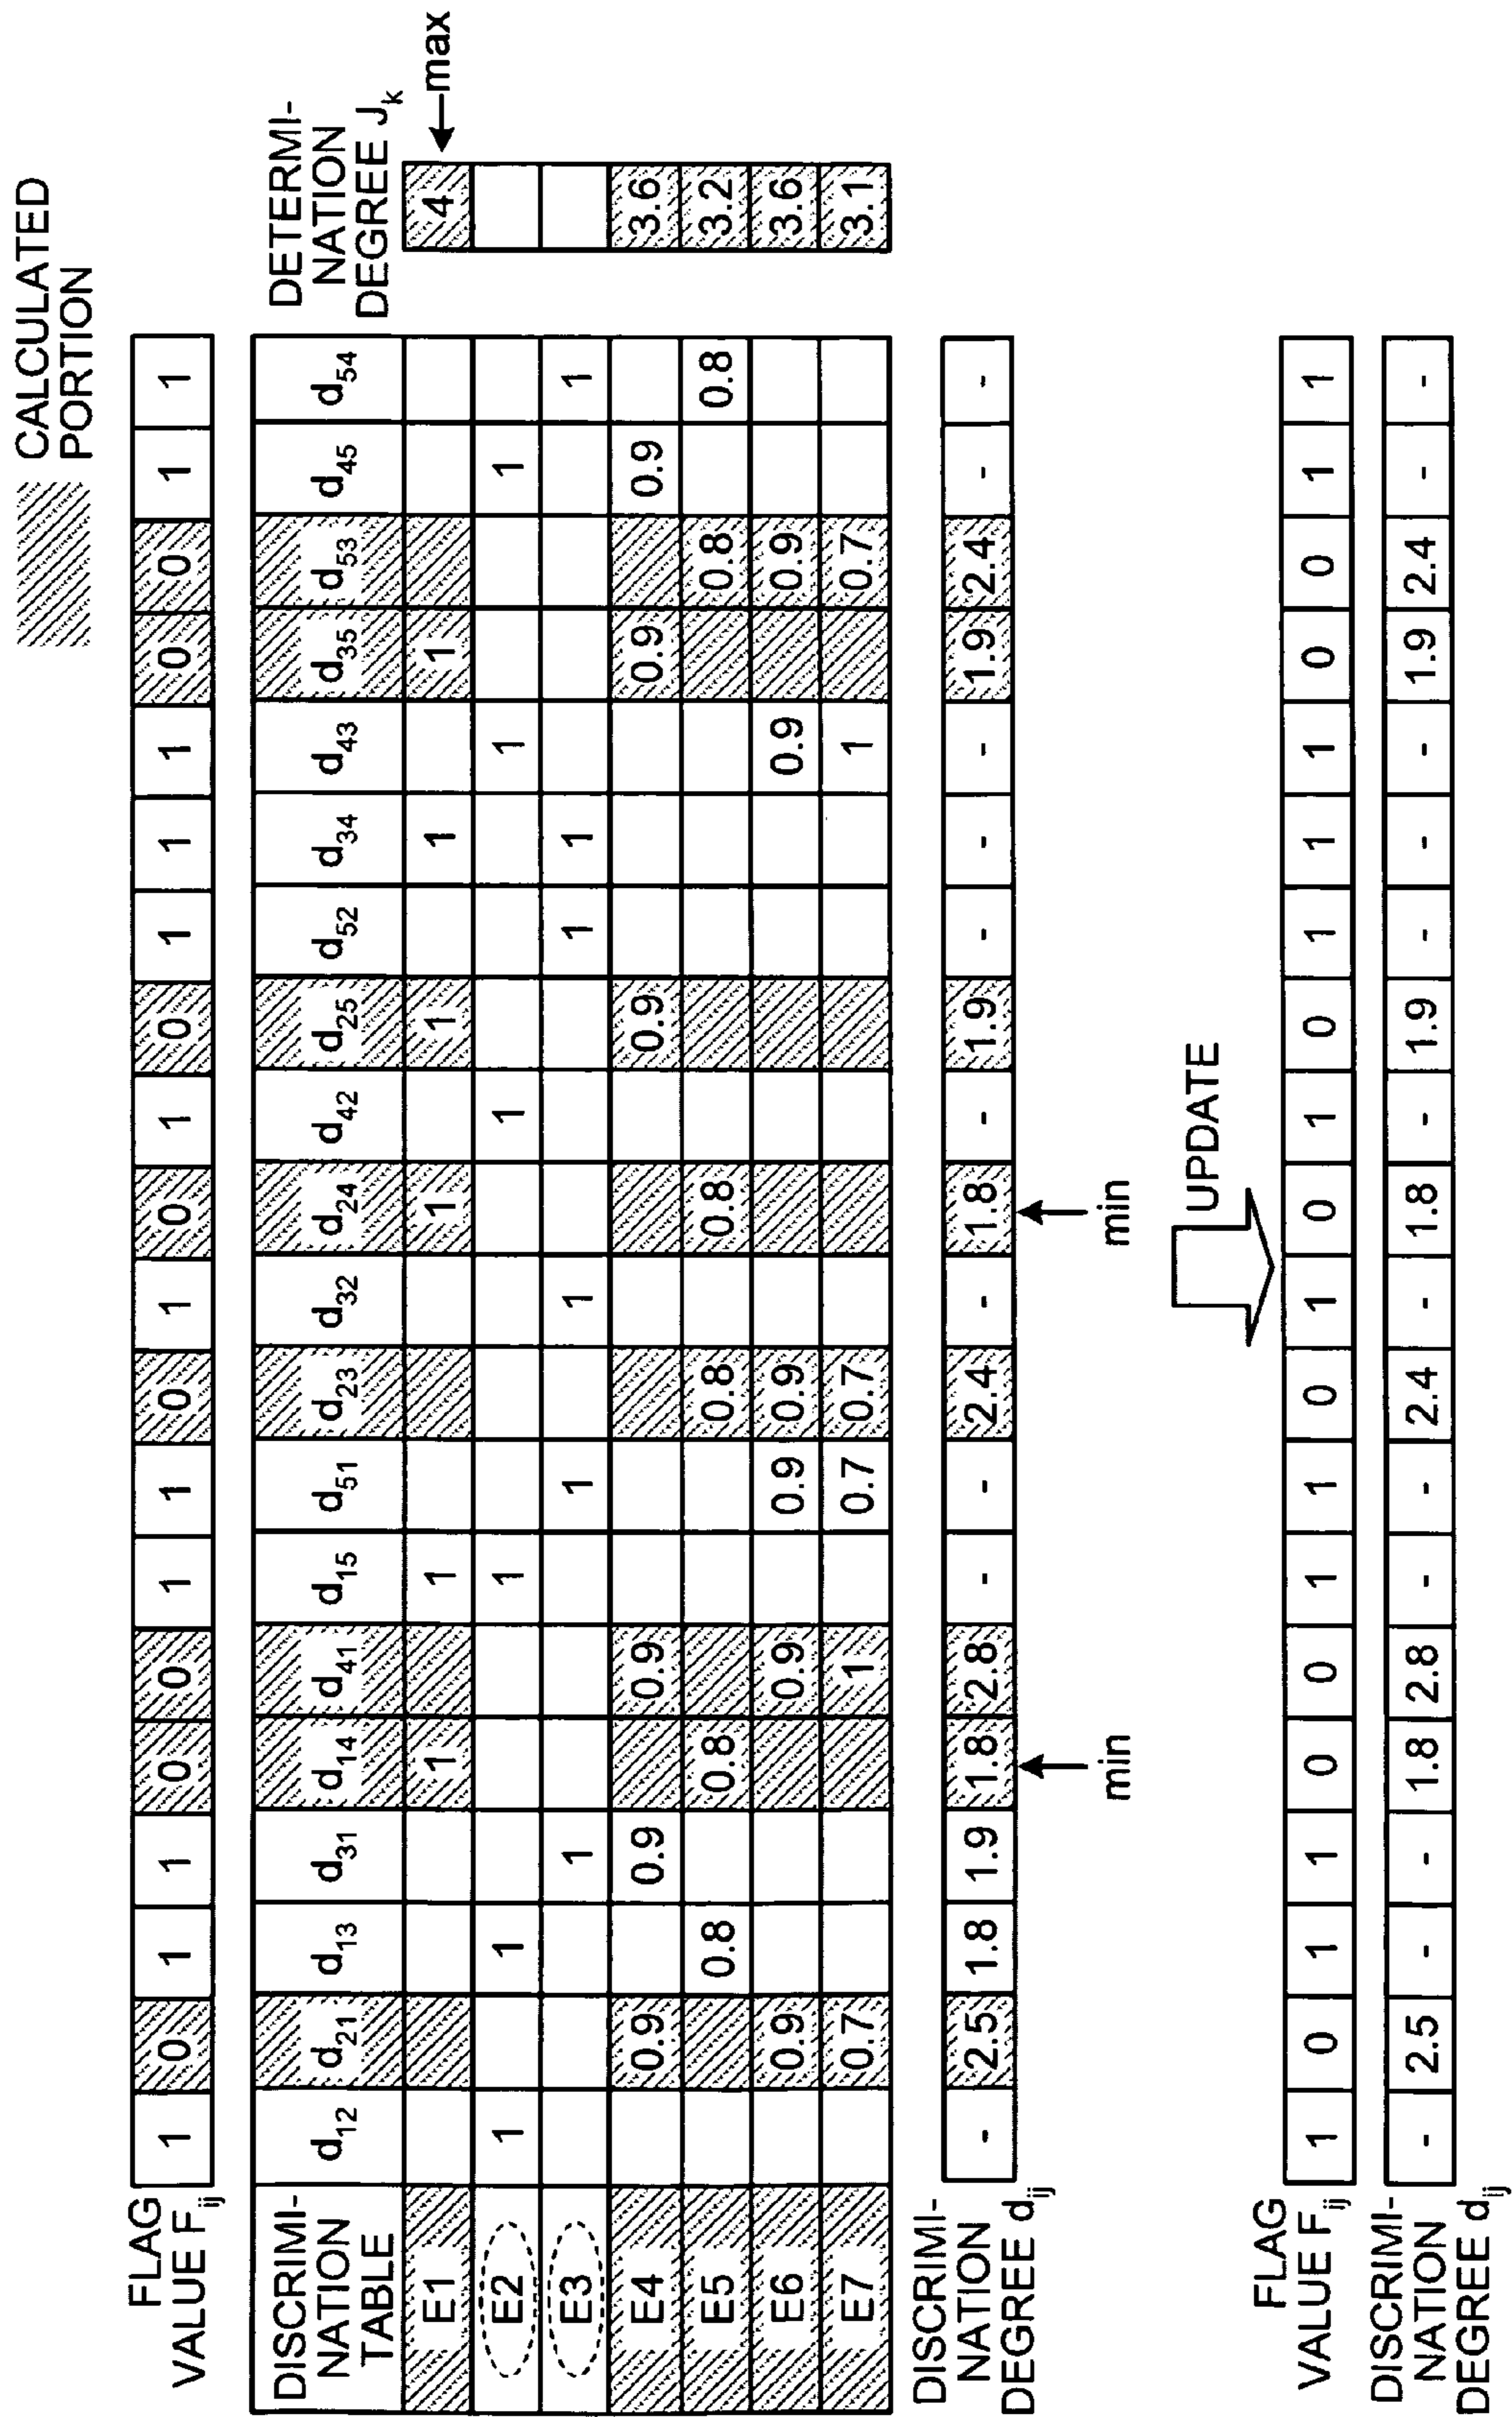 CALCULATED
PORTION
FLAG
VALUE Fij 1 0 1 1 0 0 1 1 0 1 0 1 0 1 1 1 0 0 1 1
DISCRIMI-
NATION
TABLE d12 d21 d13 d31 d14 d41 d15 d51 d23 d32 d24 d42 d25 d52 d34 d43 d35 d53 d45 d54
DETERMI-
NATION
DEGREE Jk
E1 1 1 1 1 1 1 4 max
E2 1 1 1 1 1 1
E3 1 1 1 1 1 1
E4 0.9 0.9 0.9 0.9 0.9 0.9 3.6
E5 0.8 0.8 0.8 0.8 0.8 0.8 3.2
E6 0.9 0.9 0.9 0.9 0.9 0.9 3.6
E7 0.7 1 0.7 0.7 1 0.7 3.1
DISCRIMI-
NATION
DEGREE dij - 2.5 1.8 1.9 1.8 2.8 - - 2.4 - 1.8 - 1.9 - - - 1.9 2.4 - -
min min
UPDATE
FLAG
VALUE Fij 1 0 1 1 0 0 1 1 0 1 0 1 0 1 1 1 0 0 1 1
DISCRIMI-
NATION
DEGREE dij - 2.5 - - 1.8 2.8 - - 2.4 - 1.8 - 1.9 - - - 1.9 2.4 - -